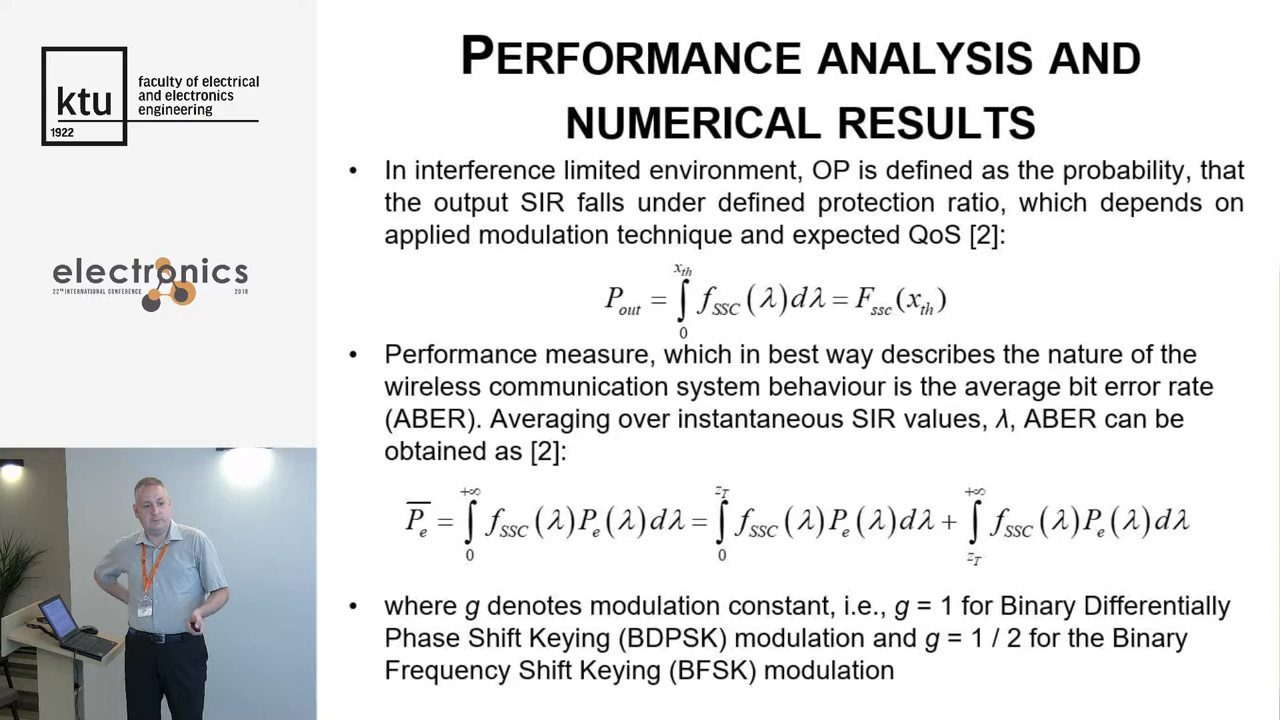 ktu
1922
faculty of electrical
and electronics
engineering
electronics
22ᵀᴴ INTERNATIONAL CONFERENCE 2018
PERFORMANCE ANALYSIS AND
NUMERICAL RESULTS
• In interference limited environment, OP is defined as the probability, that
the output SIR falls under defined protection ratio, which depends on
applied modulation technique and expected QoS [2]:
P_out = ∫_0^{x_th} f_SSC (λ) dλ = F_ssc (x_th)
• Performance measure, which in best way describes the nature of the
wireless communication system behaviour is the average bit error rate
(ABER). Averaging over instantaneous SIR values, λ, ABER can be
obtained as [2]:
P̅_e = ∫_0^{+∞} f_SSC (λ) P_e (λ) dλ = ∫_0^{z_T} f_SSC (λ) P_e (λ) dλ + ∫_{z_T}^{+∞} f_SSC (λ) P_e (λ) dλ
• where g denotes modulation constant, i.e., g = 1 for Binary Differentially
Phase Shift Keying (BDPSK) modulation and g = 1 / 2 for the Binary
Frequency Shift Keying (BFSK) modulation